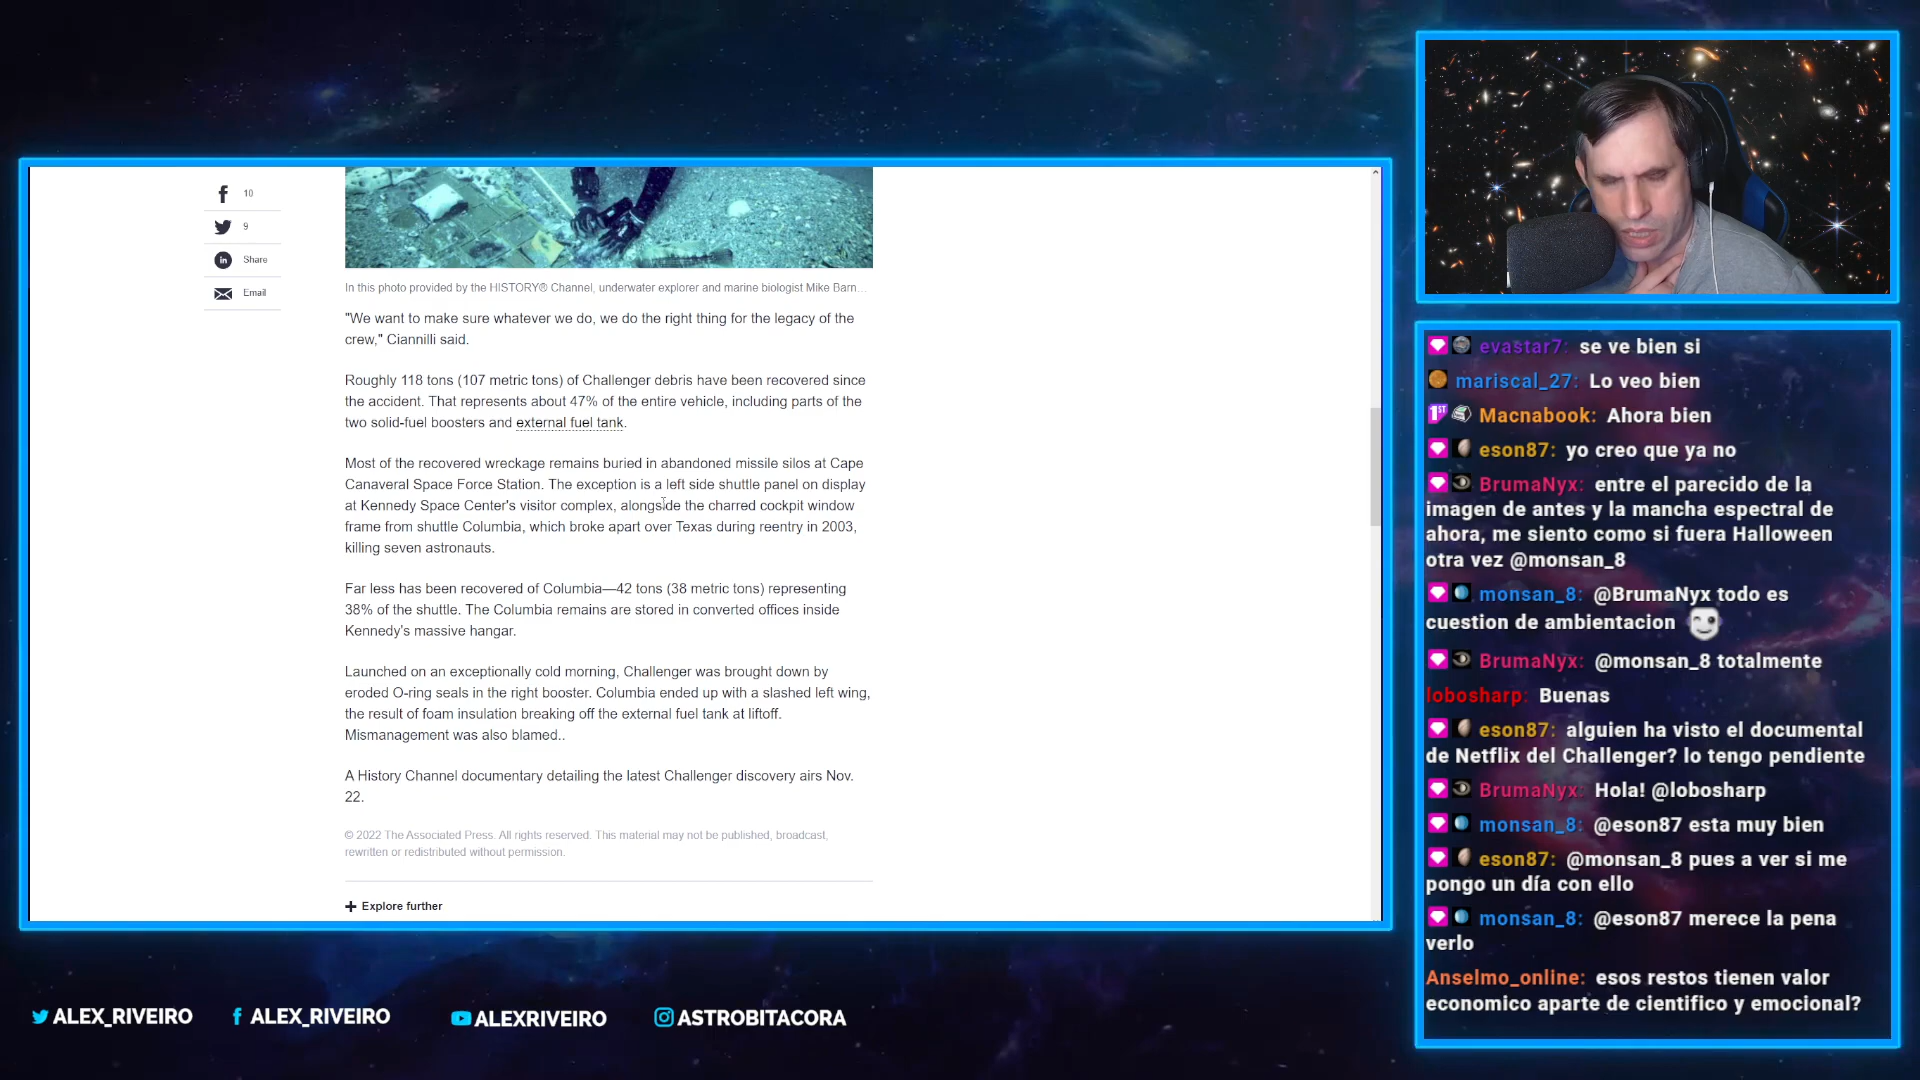 10
9
Share
Email
In this photo provided by the HISTORY® Channel, underwater explorer and marine biologist Mike Barn...
"We want to make sure whatever we do, we do the right thing for the legacy of the
crew," Ciannilli said.
Roughly 118 tons (107 metric tons) of Challenger debris have been recovered since
the accident. That represents about 47% of the entire vehicle, including parts of the
two solid-fuel boosters and external fuel tank.
Most of the recovered wreckage remains buried in abandoned missile silos at Cape
Canaveral Space Force Station. The exception is a left side shuttle panel on display
at Kennedy Space Center's visitor complex, alongside the charred cockpit window
frame from shuttle Columbia, which broke apart over Texas during reentry in 2003,
killing seven astronauts.
Far less has been recovered of Columbia—42 tons (38 metric tons) representing
38% of the shuttle. The Columbia remains are stored in converted offices inside
Kennedy's massive hangar.
Launched on an exceptionally cold morning, Challenger was brought down by
eroded O-ring seals in the right booster. Columbia ended up with a slashed left wing,
the result of foam insulation breaking off the external fuel tank at liftoff.
Mismanagement was also blamed..
A History Channel documentary detailing the latest Challenger discovery airs Nov.
22.
© 2022 The Associated Press. All rights reserved. This material may not be published, broadcast,
rewritten or redistributed without permission.
Explore further
evastar7: se ve bien si
mariscal_27: Lo veo bien
1ST Macnabook: Ahora bien
eson87: yo creo que ya no
BrumaNyx: entre el parecido de la
imagen de antes y la mancha espectral de
ahora, me siento como si fuera Halloween
otra vez @monsan_8
monsan_8: @BrumaNyx todo es
cuestion de ambientacion
BrumaNyx: @monsan_8 totalmente
lobosharp: Buenas
eson87: alguien ha visto el documental
de Netflix del Challenger? lo tengo pendiente
BrumaNyx: Hola! @lobosharp
monsan_8: @eson87 esta muy bien
eson87: @monsan_8 pues a ver si me
pongo un día con ello
monsan_8: @eson87 merece la pena
verlo
Anselmo_online: esos restos tienen valor
economico aparte de cientifico y emocional?
ALEX_RIVEIRO
ALEX_RIVEIRO
ALEXRIVEIRO
ASTROBITACORA